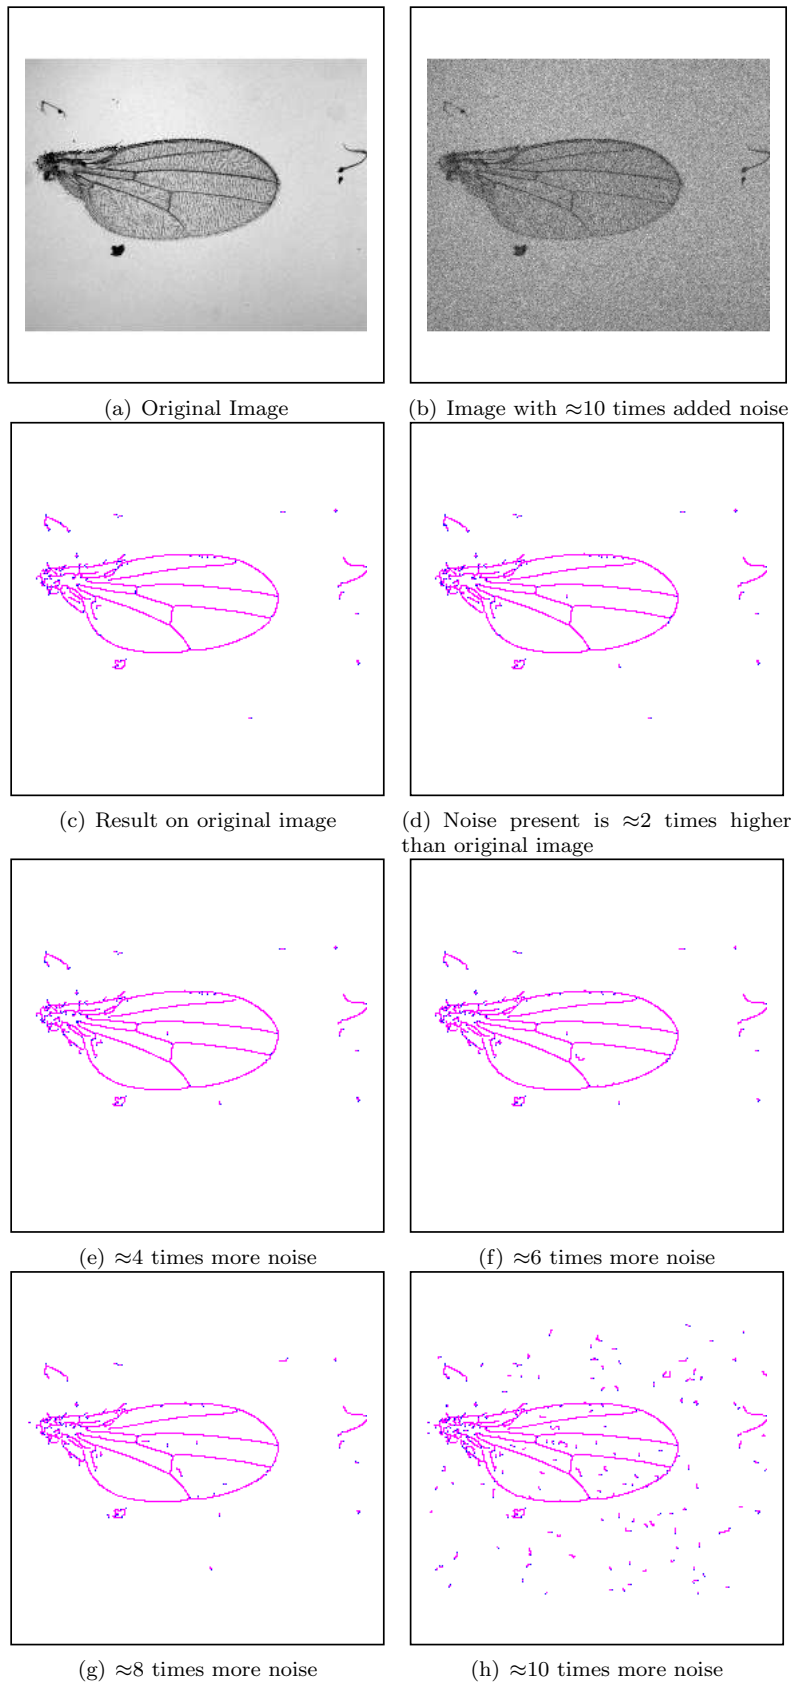 (a) Original Image
(b) Image with ≈10 times added noise
(c) Result on original image
(d) Noise present is ≈2 times higher
than original image
(e) ≈4 times more noise
(f) ≈6 times more noise
(g) ≈8 times more noise
(h) ≈10 times more noise